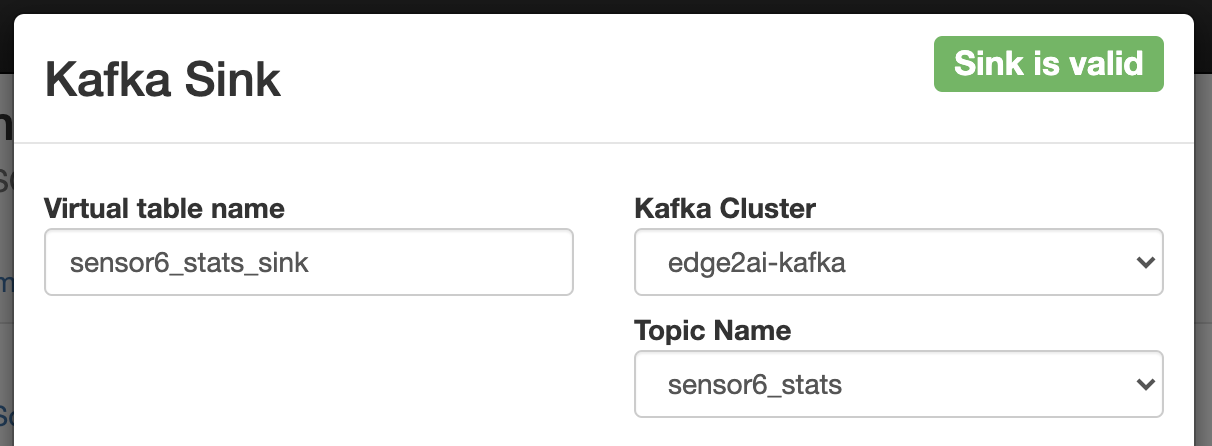 Kafka Sink
Sink is valid
Virtual table name
sensor6_stats_sink
Kafka Cluster
edge2ai-kafka
Topic Name
sensor6_stats